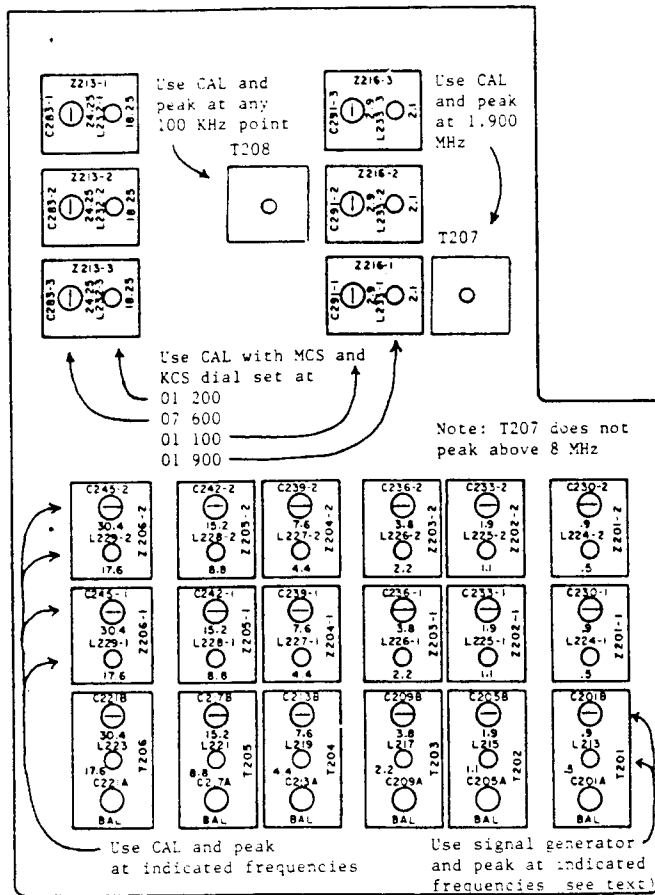 Z213-1
C283-1
24.25
L232-1
18.25
Use CAL and
peak at any
100 KHz point
T208
Z216-3
C291-3
2.9
L233-3
2.1
Use CAL
and peak
at 1.900
MHz
Z213-2
C283-2
24.25
L232-2
18.25
Z216-2
C291-2
2.9
L233-2
2.1
T207
Z213-3
C283-3
24.25
L232-3
18.25
Z216-1
C291-1
2.9
L233-1
2.1
Use CAL with MCS and
KCS dial set at
01 200
07 600
01 100
01 900
Note: T207 does not
peak above 8 MHz
C245-2
30.4
L229-2
17.6
Z206-2
C242-2
15.2
L228-2
8.8
Z205-2
C239-2
7.6
L227-2
4.4
Z204-2
C236-2
3.8
L226-2
2.2
Z203-2
C233-2
1.9
L225-2
1.1
Z202-2
C230-2
.9
L224-2
.5
Z201-2
C245-1
30.4
L229-1
17.6
Z206-1
C242-1
15.2
L228-1
8.8
Z205-1
C239-1
7.6
L227-1
4.4
Z204-1
C236-1
3.8
L226-1
2.2
Z203-1
C233-1
1.9
L225-1
1.1
Z202-1
C230-1
.9
L224-1
.5
Z201-1
C221B
30.4
L223
17.6
C221A
BAL
T206
C217B
15.2
L221
8.8
C217A
BAL
T205
C213B
7.6
L219
4.4
C213A
BAL
T204
C209B
3.8
L217
2.2
C209A
BAL
T203
C205B
1.9
L215
1.1
C205A
BAL
T202
C201B
.9
L213
.5
C201A
BAL
T201
Use CAL and peak
at indicated frequencies
Use signal generator
and peak at indicated
frequencies (see text)